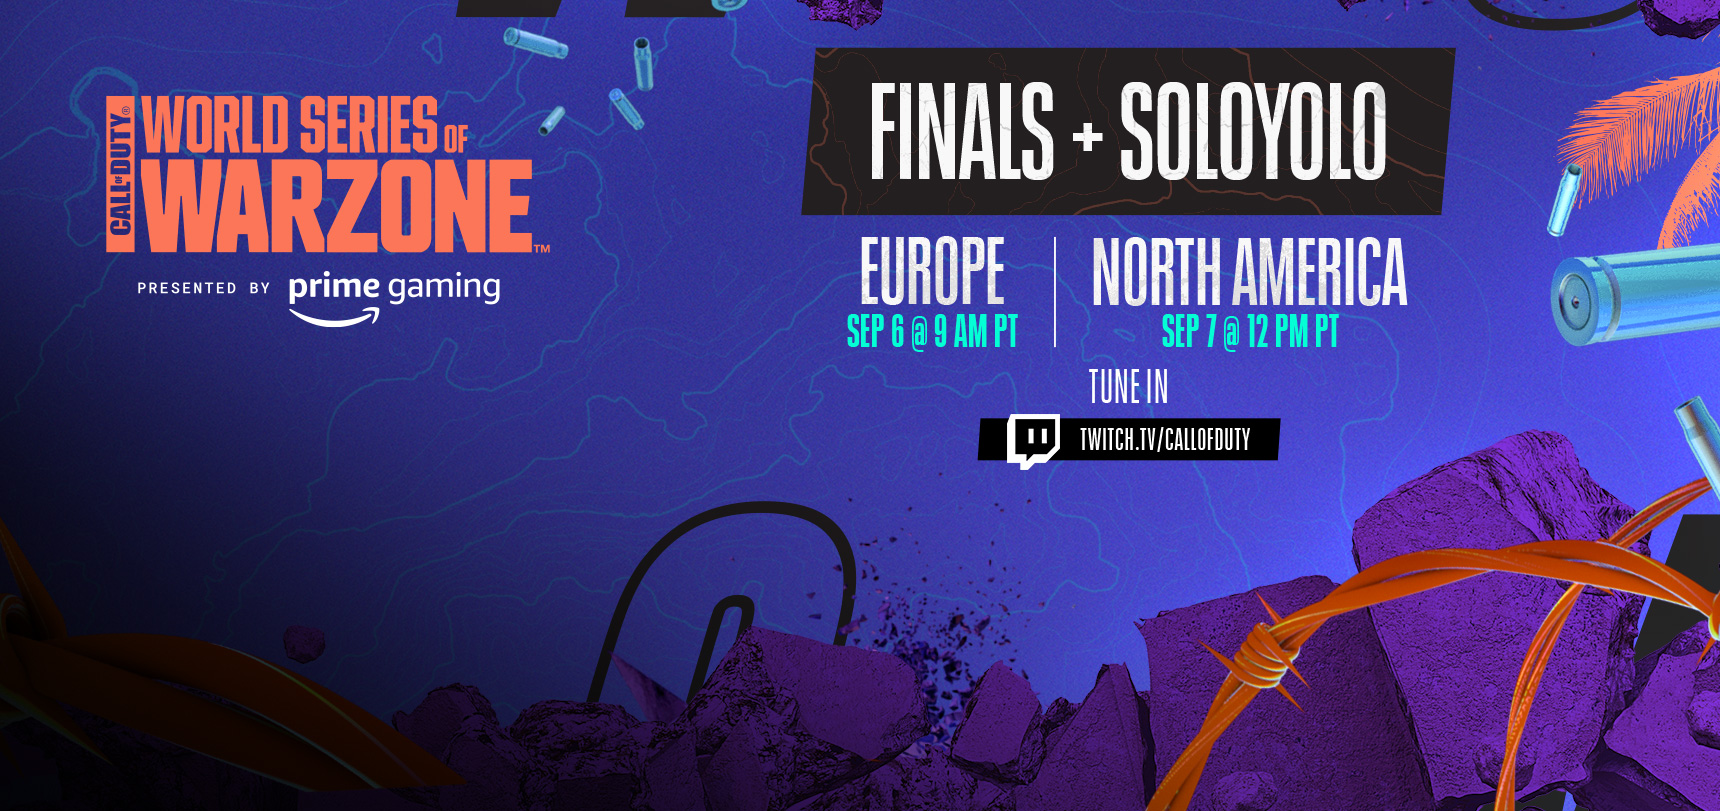 CALL OF DUTY®
WORLD SERIES OF
WARZONE™
PRESENTED BY prime gaming
FINALS + SOLOYOLO
EUROPE
SEP 6 @ 9 AM PT
NORTH AMERICA
SEP 7 @ 12 PM PT
TUNE IN
TWITCH.TV/CALLOFDUTY